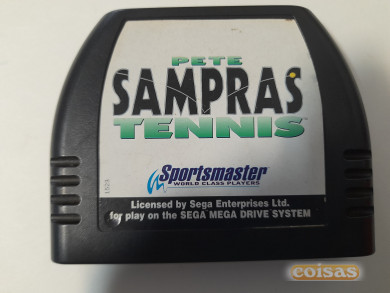 PETE
SAMPRAS
TENNIS
Sportsmaster
WORLD CLASS PLAYERS
Licensed by Sega Enterprises Ltd.
for play on the SEGA MEGA DRIVE SYSTEM
coisas